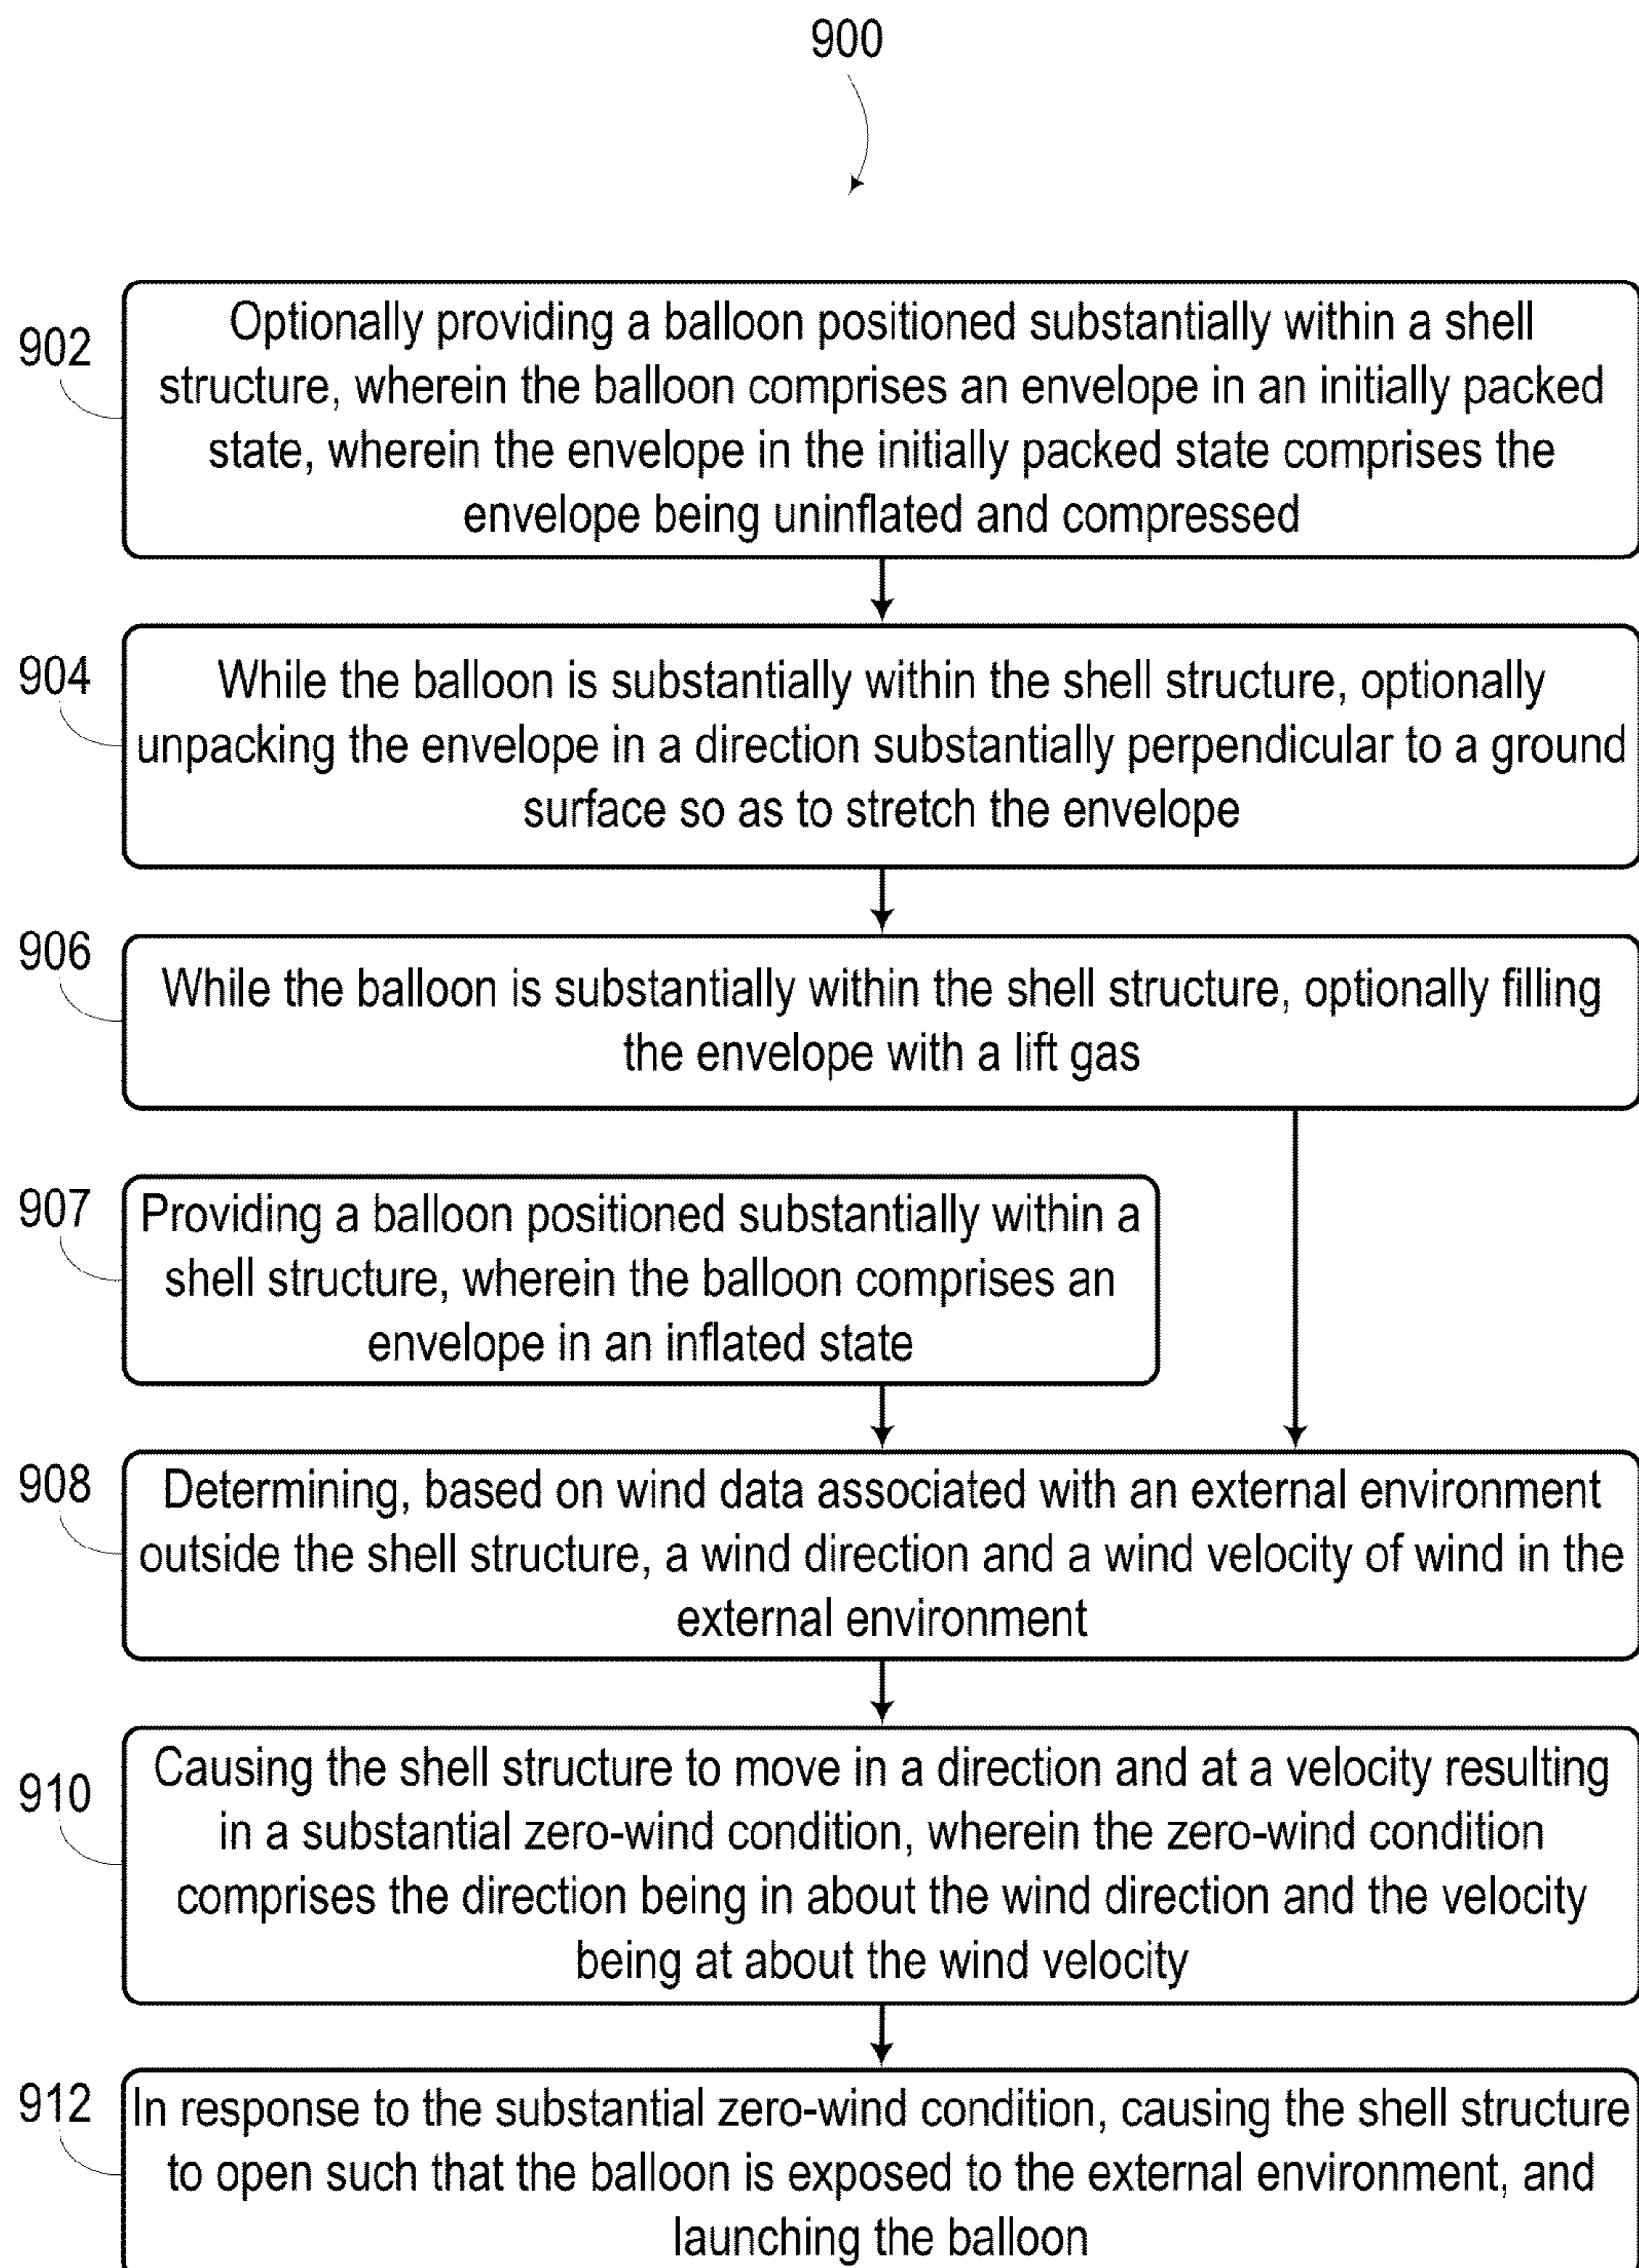 900
902
Optionally providing a balloon positioned substantially within a shell
structure, wherein the balloon comprises an envelope in an initially packed
state, wherein the envelope in the initially packed state comprises the
envelope being uninflated and compressed
904
While the balloon is substantially within the shell structure, optionally
unpacking the envelope in a direction substantially perpendicular to a ground
surface so as to stretch the envelope
906
While the balloon is substantially within the shell structure, optionally filling
the envelope with a lift gas
907
Providing a balloon positioned substantially within a
shell structure, wherein the balloon comprises an
envelope in an inflated state
908
Determining, based on wind data associated with an external environment
outside the shell structure, a wind direction and a wind velocity of wind in the
external environment
910
Causing the shell structure to move in a direction and at a velocity resulting
in a substantial zero-wind condition, wherein the zero-wind condition
comprises the direction being in about the wind direction and the velocity
being at about the wind velocity
912
In response to the substantial zero-wind condition, causing the shell structure
to open such that the balloon is exposed to the external environment, and
launching the balloon